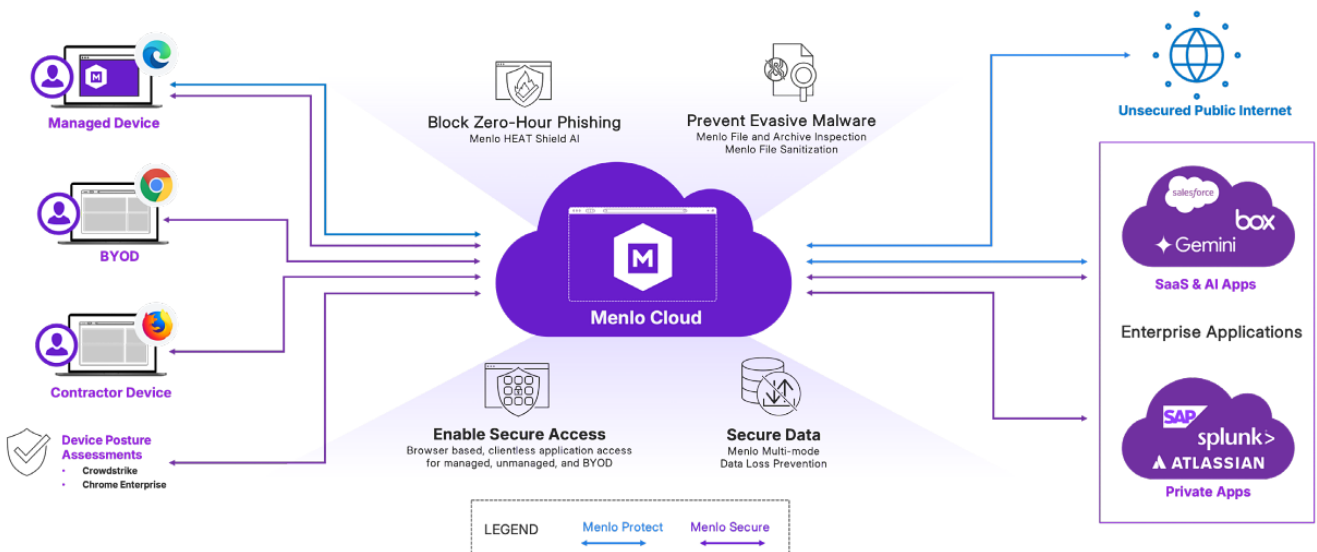 Managed Device
BYOD
Contractor Device
Device Posture
Assessments
• Crowdstrike
• Chrome Enterprise
Block Zero-Hour Phishing
Menlo HEAT Shield AI
Prevent Evasive Malware
Menlo File and Archive Inspection
Menlo File Sanitization
M
M
Menlo Cloud
Enable Secure Access
Browser based, clientless application access
for managed, unmanaged, and BYOD
Secure Data
Menlo Multi-mode
Data Loss Prevention
Unsecured Public Internet
salesforce
box
Gemini
SaaS & AI Apps
Enterprise Applications
SAP
splunk>
ATLASSIAN
Private Apps
LEGEND
Menlo Protect
Menlo Secure